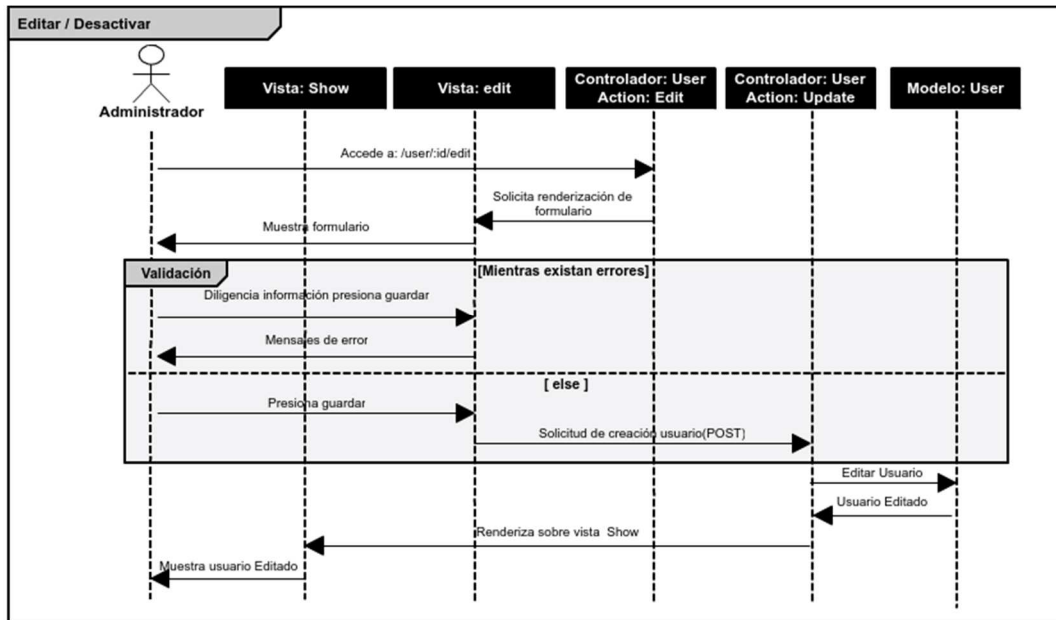 Editar / Desactivar
Administrador
Vista: Show
Vista: edit
Controlador: User
Action: Edit
Controlador: User
Action: Update
Modelo: User
Accede a: /user/:id/edit
Solicita renderización de
formulario
Muestra formulario
Validación
[Mientras existan errores]
Diligencia información presiona guardar
Mensajes de error
[ else ]
Presiona guardar
Solicitud de creación usuario(POST)
Editar Usuario
Usuario Editado
Renderiza sobre vista Show
Muestra usuario Editado